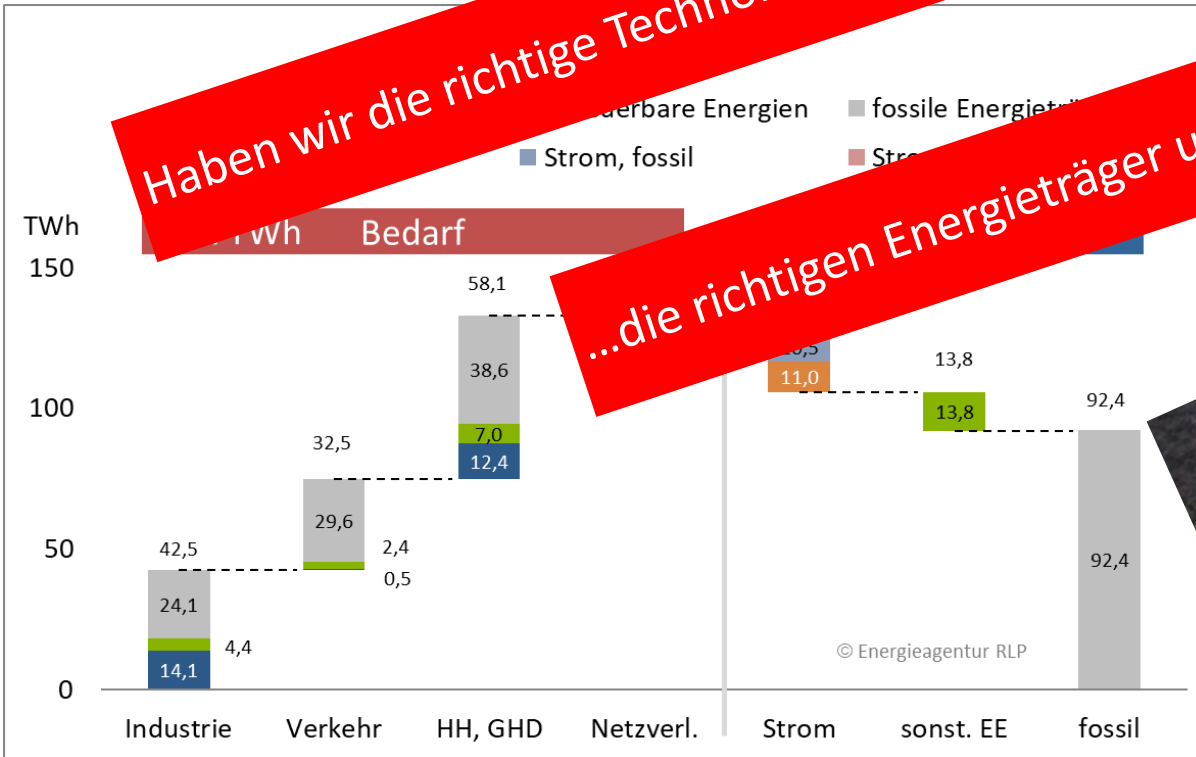 Haben wir die richtige
erbare Energien
fossile
Strom, fossil
...die richtigen Energieträger
TWh
TWh Bedarf
150
58,1
38,6
11,0
13,8
100
7,0
13,8
92,4
32,5
12,4
29,6
2,4
50
42,5
0,5
92,4
24,1
4,4
© Energieagentur RLP
14,1
0
Industrie Verkehr HH, GHD Netzverl. Strom sonst. EE fossil